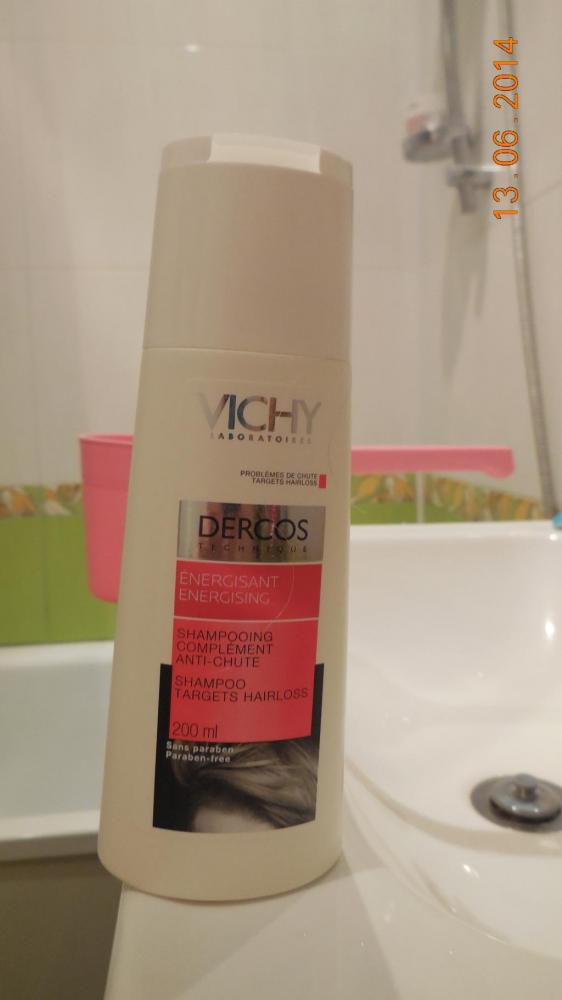 13.06.2014
VICHY
LABORATOIRES
PROBLÈMES DE CHUTE
TARGETS HAIRLOSS
DERCOS
TECHNIQUE
ÉNERGISANT
ENERGISING
SHAMPOOING
COMPLÉMENT
ANTI-CHUTE
SHAMPOO
TARGETS HAIRLOSS
200 ml
Sans paraben
Paraben-free